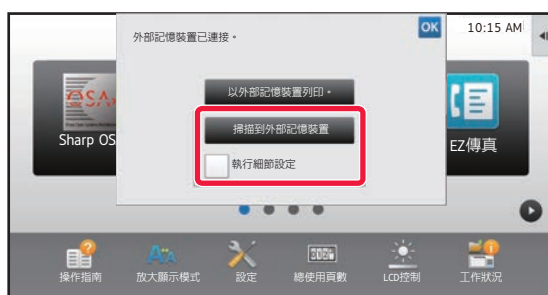 外部記憶裝置已連接。
OK
10:15 AM
以外部記憶裝置列印。
掃描到外部記憶裝置
執行細節設定
Sharp OS
EZ傳真
操作指南
放大顯示模式
設定
總使用頁數
LCD控制
工作狀況